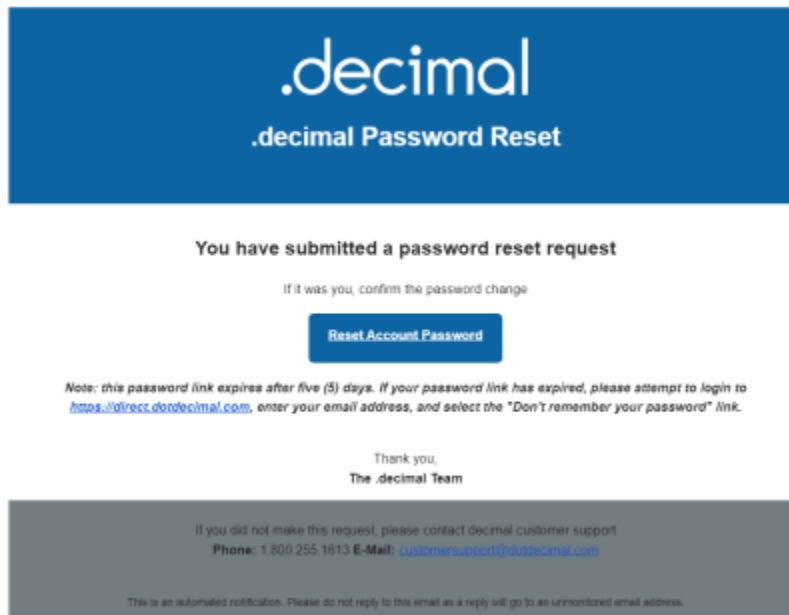 .decimal
.decimal Password Reset
You have submitted a password reset request
If it was you, confirm the password change
Reset Account Password
Note: this password link expires after five (5) days. If your password link has expired, please attempt to login to
https://direct.dotdecimal.com, enter your email address, and select the "Don't remember your password" link.
Thank you,
The .decimal Team
If you did not make this request, please contact decimal customer support
Phone: 1.800.255.1613 E-Mail: customersupport@dotdecimal.com
This is an automated notification. Please do not reply to this email as a reply will go to an unmonitored email address.